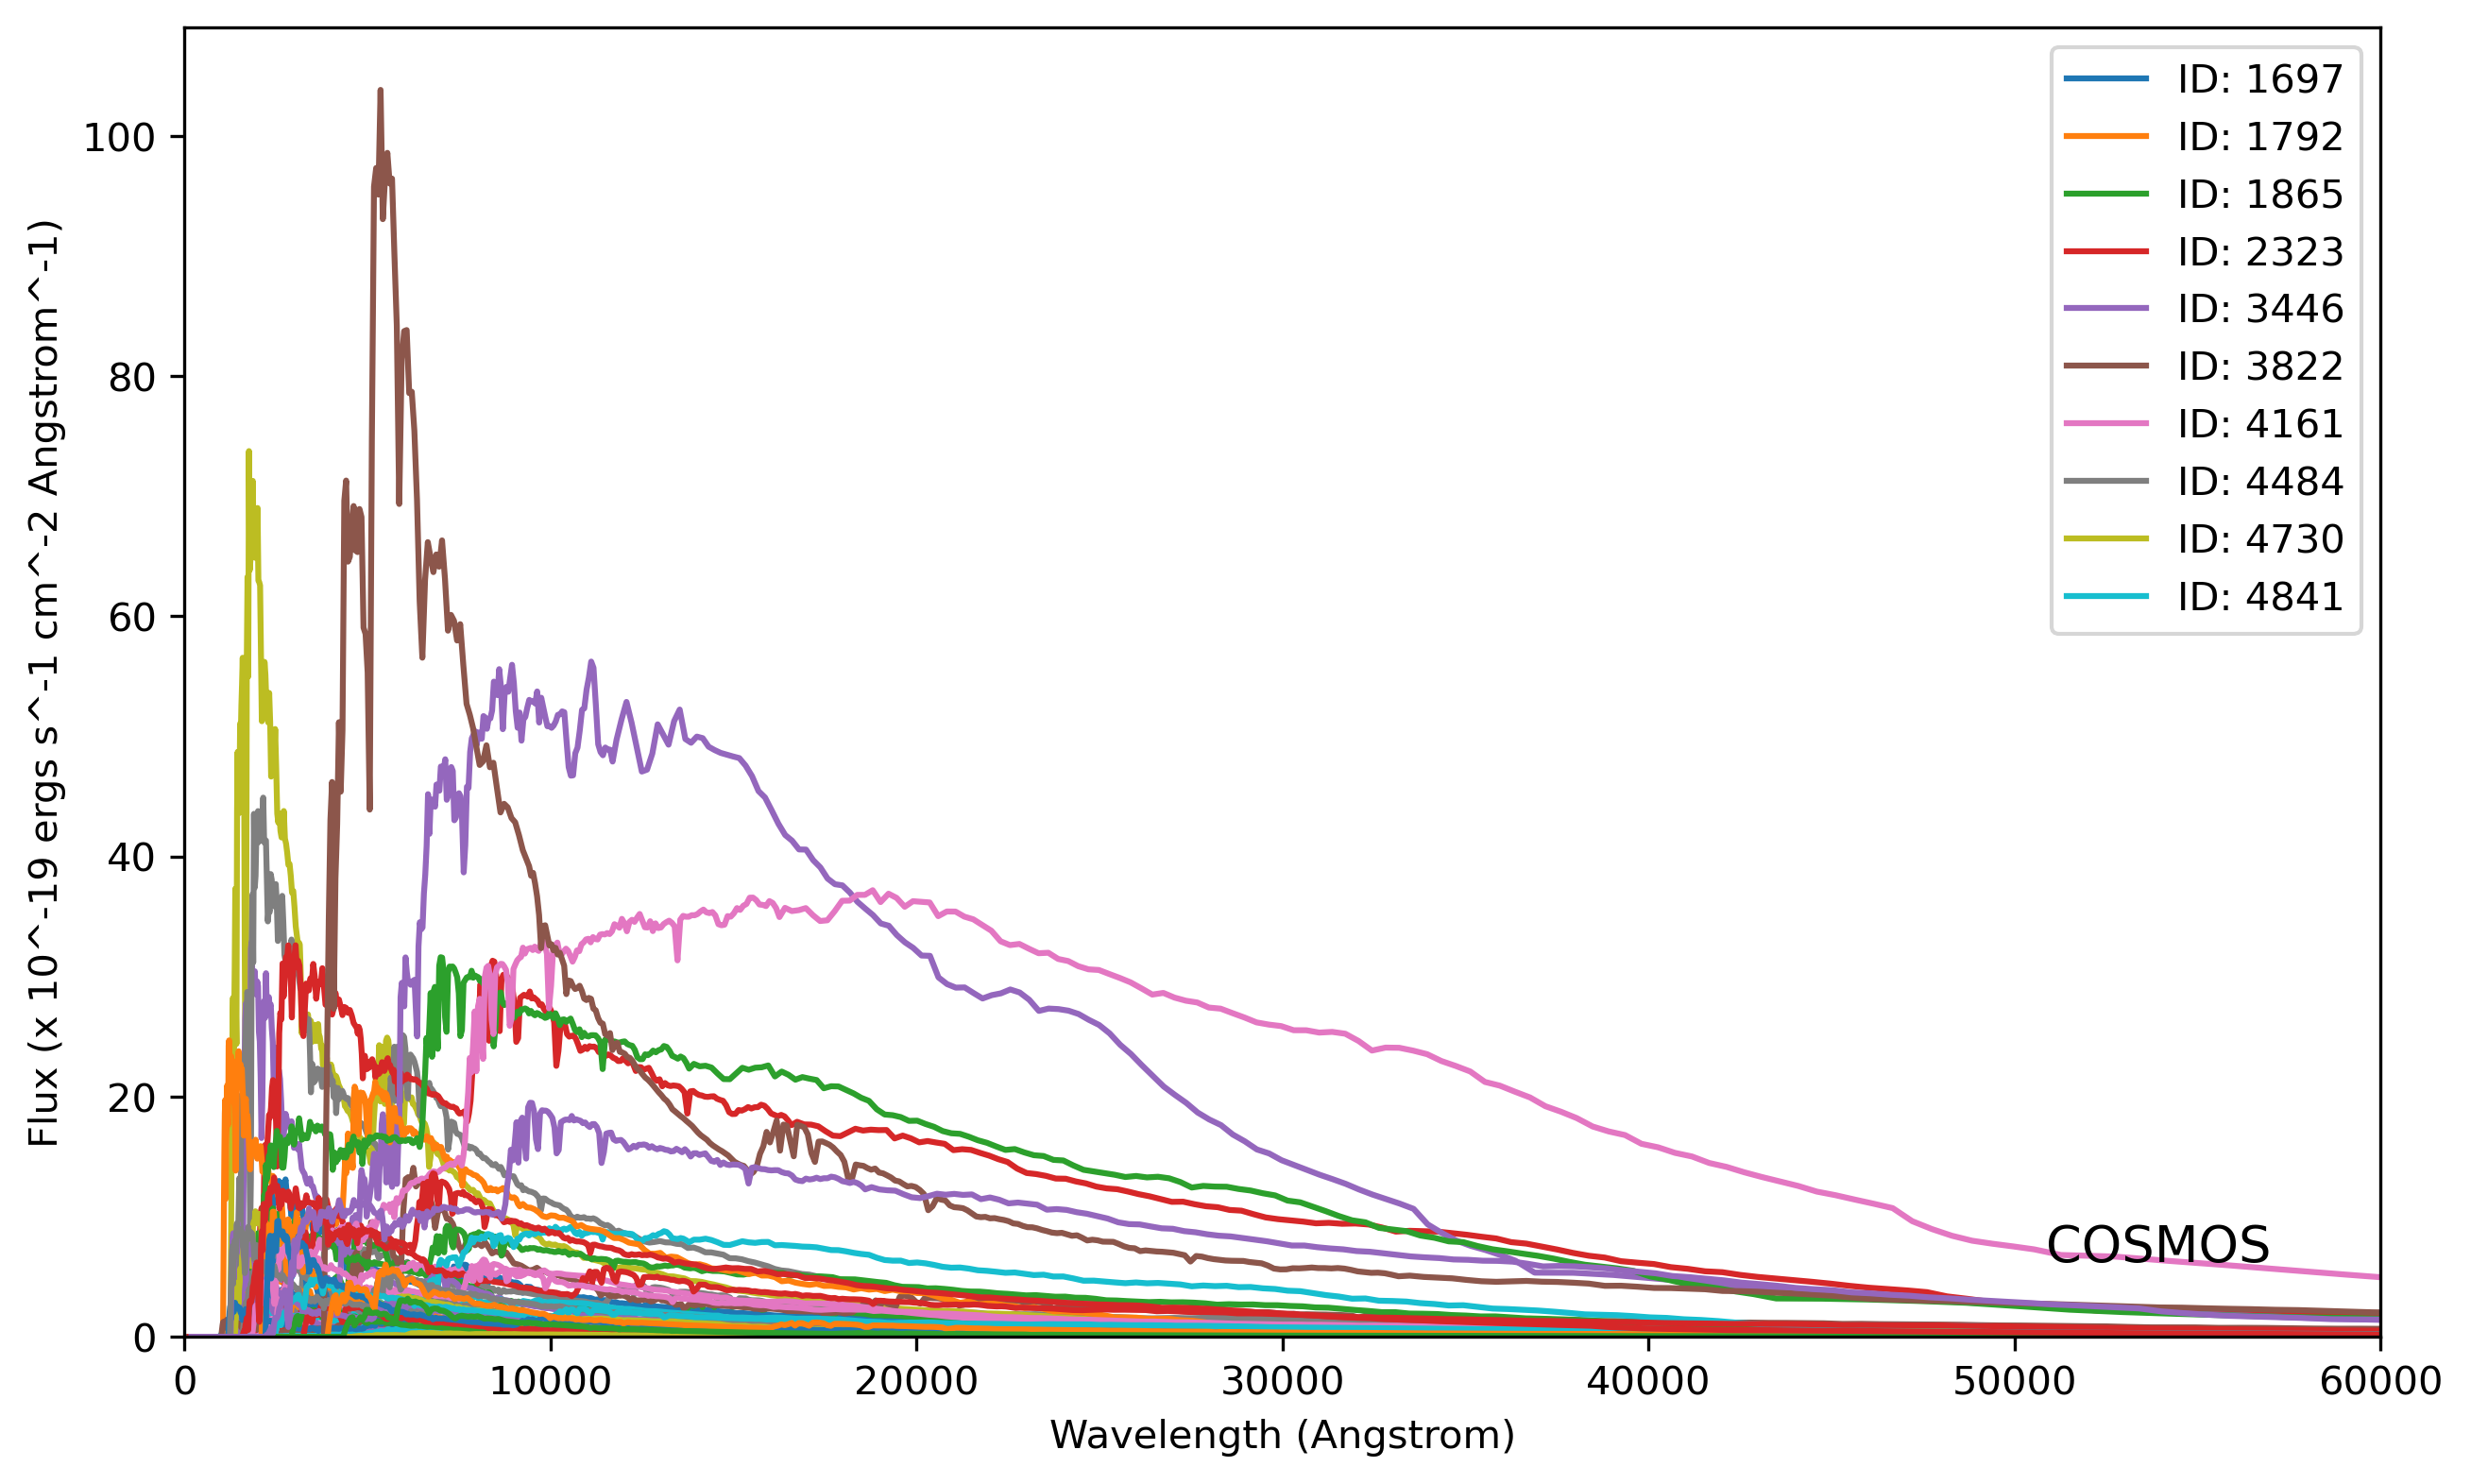 Flux (x 10^-19 ergs s^-1 cm^-2 Angstrom^-1)
100
80
60
40
20
0
ID: 1697
ID: 1792
ID: 1865
ID: 2323
ID: 3446
ID: 3822
ID: 4161
ID: 4484
ID: 4730
ID: 4841
COSMOS
0 10000 20000 30000 40000 50000 60000
Wavelength (Angstrom)